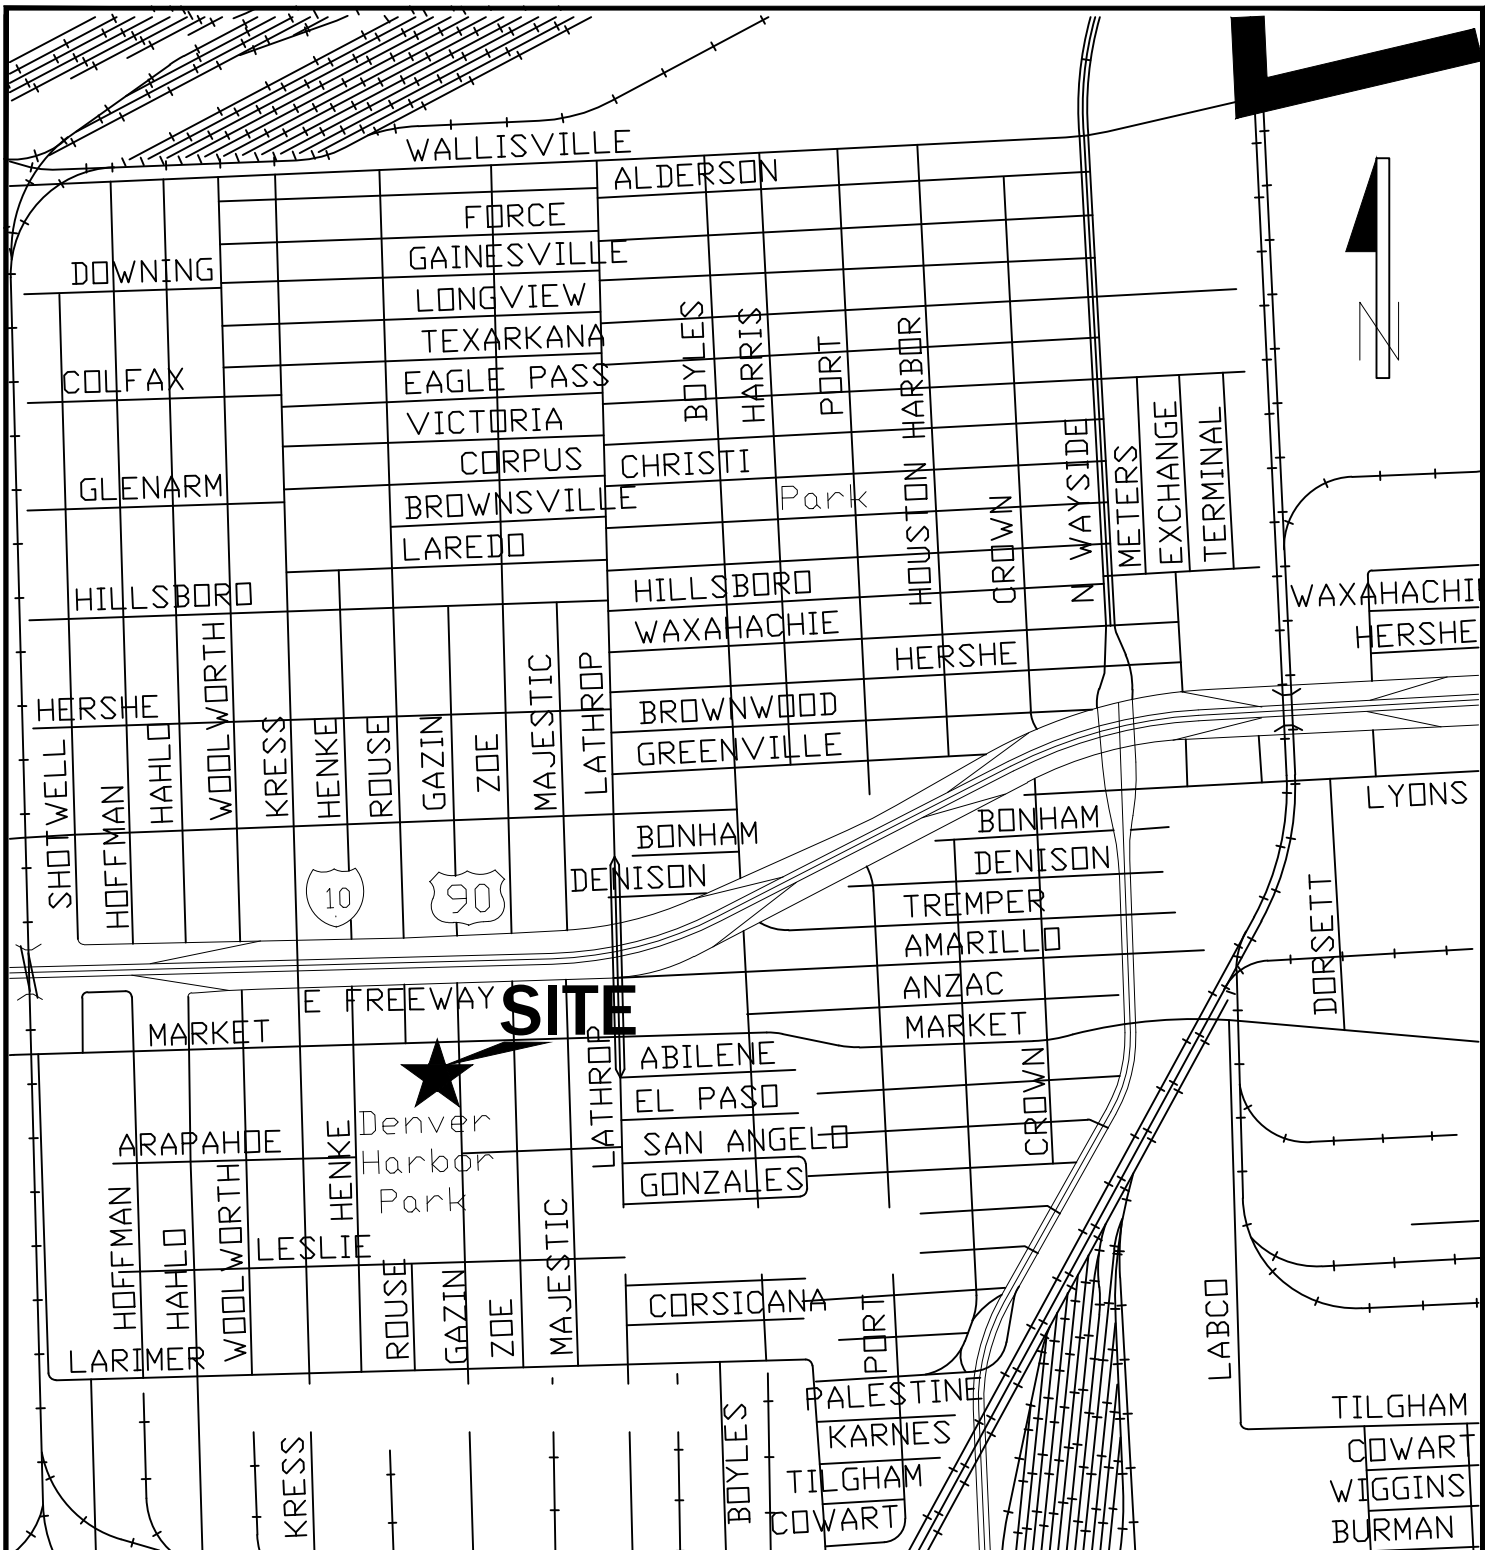 WALLISVILLE
ALDERSON
FORCE
GAINESVILLE
DOWNING
LONGVIEW
TEXARKANA
BOYLES
HARRIS
PORT
HOUSTON HARBOR
COLFAX
EAGLE PASS
VICTORIA
CORPUS CHRISTI
GLENARM
BROWNSVILLE
Park
CROWN
N WAYSIDE
METERS
EXCHANGE
TERMINAL
N
LAREDO
HILLSBORO
HILLSBORO
WAXAHACHIE
WAXAHACHIE
HERSHE
HERSHE
HERSHE
BROWNWOOD
GREENVILLE
SHOTWELL
HOFFMAN
HAHLO
WOOLWORTH
KRESS
HENKE
ROUSE
GAZIN
ZOE
MAJESTIC
LATHROP
LYONS
BONHAM
BONHAM
DENISON
DENISON
10
90
TREMPER
AMARILLO
ANZAC
MARKET
DORSETT
E FREEWAY
SITE
MARKET
LATHROP
ABILENE
EL PASO
SAN ANGELO
GONZALES
CROWN
Denver
Harbor
Park
ARAPAHOE
HENKE
HOFFMAN
HAHLO
WOOLWORTH
LESLIE
ROUSE
GAZIN
ZOE
MAJESTIC
CORSICANA
PORT
LABCO
LARIMER
PALESTINE
KARNES
TILGHAM
COWART
BOYLES
KRESS
TILGHAM
COWART
WIGGINS
BURMAN